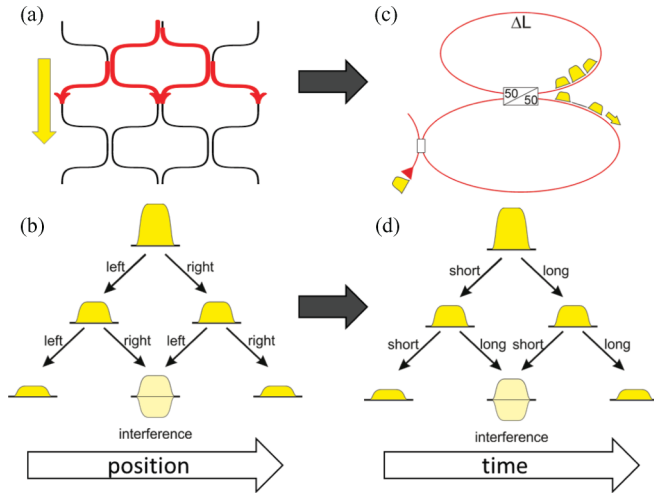 (a)
(c)
ΔL
50
50
(b)
(d)
left
right
left
right
left
right
interference
position
short
long
short
long
short
long
interference
time